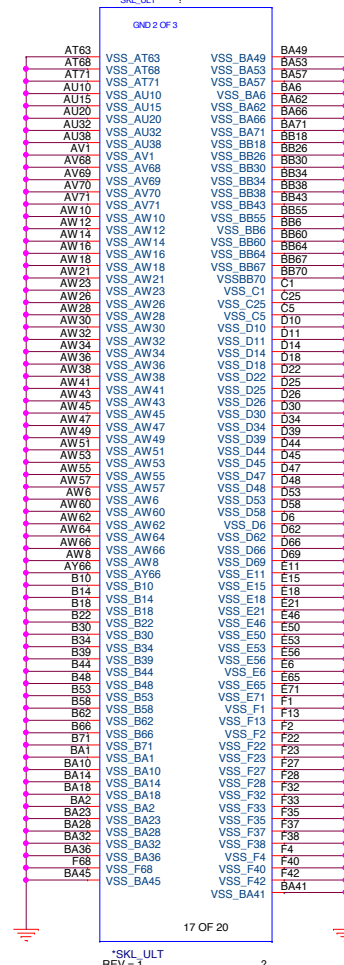 SKL_ULT ?
GND 2 OF 3
AT63 VSS_AT63 VSS_BA49 BA49
AT68 VSS_AT68 VSS_BA53 BA53
AT71 VSS_AT71 VSS_BA57 BA57
AU10 VSS_AU10 VSS_BA6 BA6
AU15 VSS_AU15 VSS_BA62 BA62
AU20 VSS_AU20 VSS_BA66 BA66
AU32 VSS_AU32 VSS_BA71 BA71
AU38 VSS_AU38 VSS_BB18 BB18
AV1 VSS_AV1 VSS_BB26 BB26
AV68 VSS_AV68 VSS_BB30 BB30
AV69 VSS_AV69 VSS_BB34 BB34
AV70 VSS_AV70 VSS_BB38 BB38
AV71 VSS_AV71 VSS_BB43 BB43
AW10 VSS_AW10 VSS_BB55 BB55
AW12 VSS_AW12 VSS_BB6 BB6
AW14 VSS_AW14 VSS_BB60 BB60
AW16 VSS_AW16 VSS_BB64 BB64
AW18 VSS_AW18 VSS_BB67 BB67
AW21 VSS_AW21 VSSBB70 BB70
AW23 VSS_AW23 VSS_C1 C1
AW26 VSS_AW26 VSS_C25 C25
AW28 VSS_AW28 VSS_C5 C5
AW30 VSS_AW30 VSS_D10 D10
AW32 VSS_AW32 VSS_D11 D11
AW34 VSS_AW34 VSS_D14 D14
AW36 VSS_AW36 VSS_D18 D18
AW38 VSS_AW38 VSS_D22 D22
AW41 VSS_AW41 VSS_D25 D25
AW43 VSS_AW43 VSS_D26 D26
AW45 VSS_AW45 VSS_D30 D30
AW47 VSS_AW47 VSS_D34 D34
AW49 VSS_AW49 VSS_D39 D39
AW51 VSS_AW51 VSS_D44 D44
AW53 VSS_AW53 VSS_D45 D45
AW55 VSS_AW55 VSS_D47 D47
AW57 VSS_AW57 VSS_D48 D48
AW6 VSS_AW6 VSS_D53 D53
AW60 VSS_AW60 VSS_D58 D58
AW62 VSS_AW62 VSS_D6 D6
AW64 VSS_AW64 VSS_D62 D62
AW66 VSS_AW66 VSS_D66 D66
AW8 VSS_AW8 VSS_D69 D69
AY66 VSS_AY66 VSS_E11 E11
B10 VSS_B10 VSS_E15 E15
B14 VSS_B14 VSS_E18 E18
B18 VSS_B18 VSS_E21 E21
B22 VSS_B22 VSS_E46 E46
B30 VSS_B30 VSS_E50 E50
B34 VSS_B34 VSS_E53 E53
B39 VSS_B39 VSS_E56 E56
B44 VSS_B44 VSS_E6 E6
B48 VSS_B48 VSS_E65 E65
B53 VSS_B53 VSS_E71 E71
B58 VSS_B58 VSS_F1 F1
B62 VSS_B62 VSS_F13 F13
B66 VSS_B66 VSS_F2 F2
B71 VSS_B71 VSS_F22 F22
BA1 VSS_BA1 VSS_F23 F23
BA10 VSS_BA10 VSS_F27 F27
BA14 VSS_BA14 VSS_F28 F28
BA18 VSS_BA18 VSS_F32 F32
BA2 VSS_BA2 VSS_F33 F33
BA23 VSS_BA23 VSS_F35 F35
BA28 VSS_BA28 VSS_F37 F37
BA32 VSS_BA32 VSS_F38 F38
BA36 VSS_BA36 VSS_F4 F4
F68 VSS_F68 VSS_F40 F40
BA45 VSS_BA45 VSS_F42 F42
VSS_BA41 BA41
17 OF 20
*SKL_ULT
REV = 1 ?